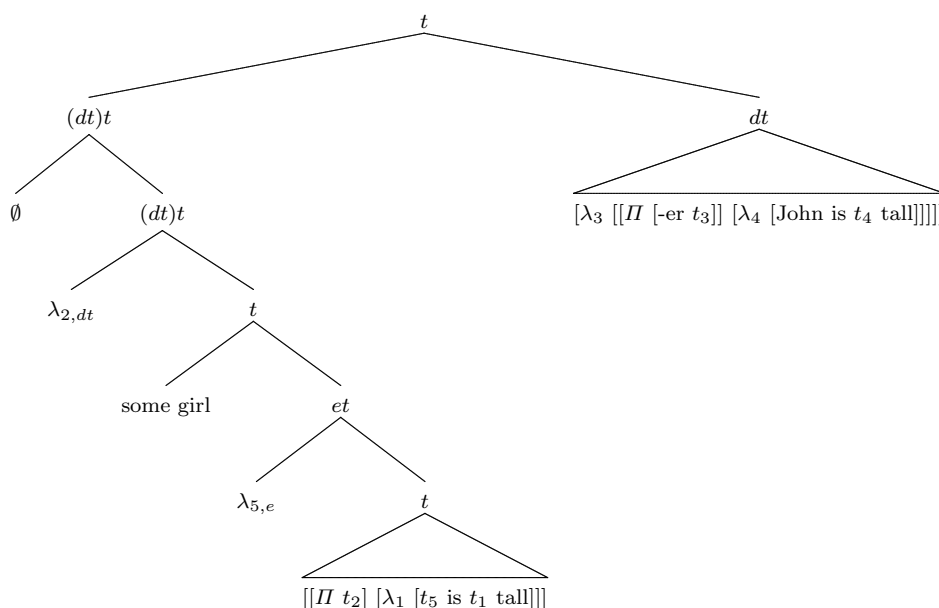 t
(dt)t dt
∅ (dt)t [λ₃ [[Π [-er t₃]] [λ₄ [John is t₄ tall]]]]
λ₂,dt t
some girl et
λ₅,e t
[[Π t₂] [λ₁ [t₅ is t₁ tall]]]